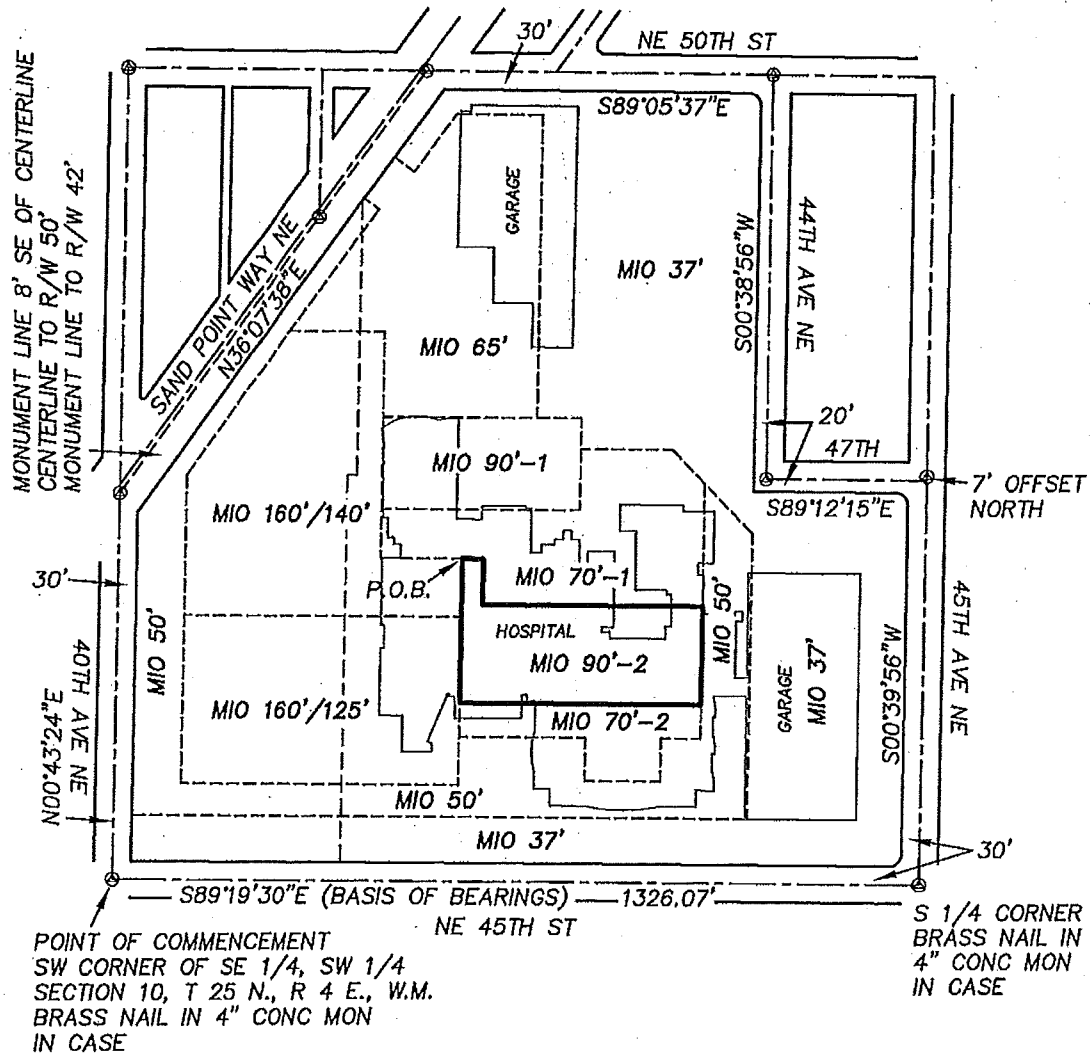 30'
NE 50TH ST
S89°05'37"E
MONUMENT LINE 8' SE OF CENTERLINE
CENTERLINE TO R/W 50'
MONUMENT LINE TO R/W 42'
SAND POINT WAY NE
N36°07'38"E
GARAGE
MIO 37'
S00°38'56"W
44TH AVE NE
MIO 65'
20'
47TH
MIO 90'-1
7' OFFSET
NORTH
S89°12'15"E
MIO 160'/140'
30'
P.O.B.
MIO 70'-1
MIO 50'
HOSPITAL
MIO 90'-2
MIO 50'
GARAGE
MIO 37'
S00°39'56"W
45TH AVE NE
40TH AVE NE
N00°43'24"E
MIO 160'/125'
MIO 70'-2
MIO 50'
MIO 37'
30'
S89°19'30"E (BASIS OF BEARINGS) 1326.07'
NE 45TH ST
POINT OF COMMENCEMENT
SW CORNER OF SE 1/4, SW 1/4
SECTION 10, T 25 N., R 4 E., W.M.
BRASS NAIL IN 4" CONC MON
IN CASE
S 1/4 CORNER
BRASS NAIL IN
4" CONC MON
IN CASE